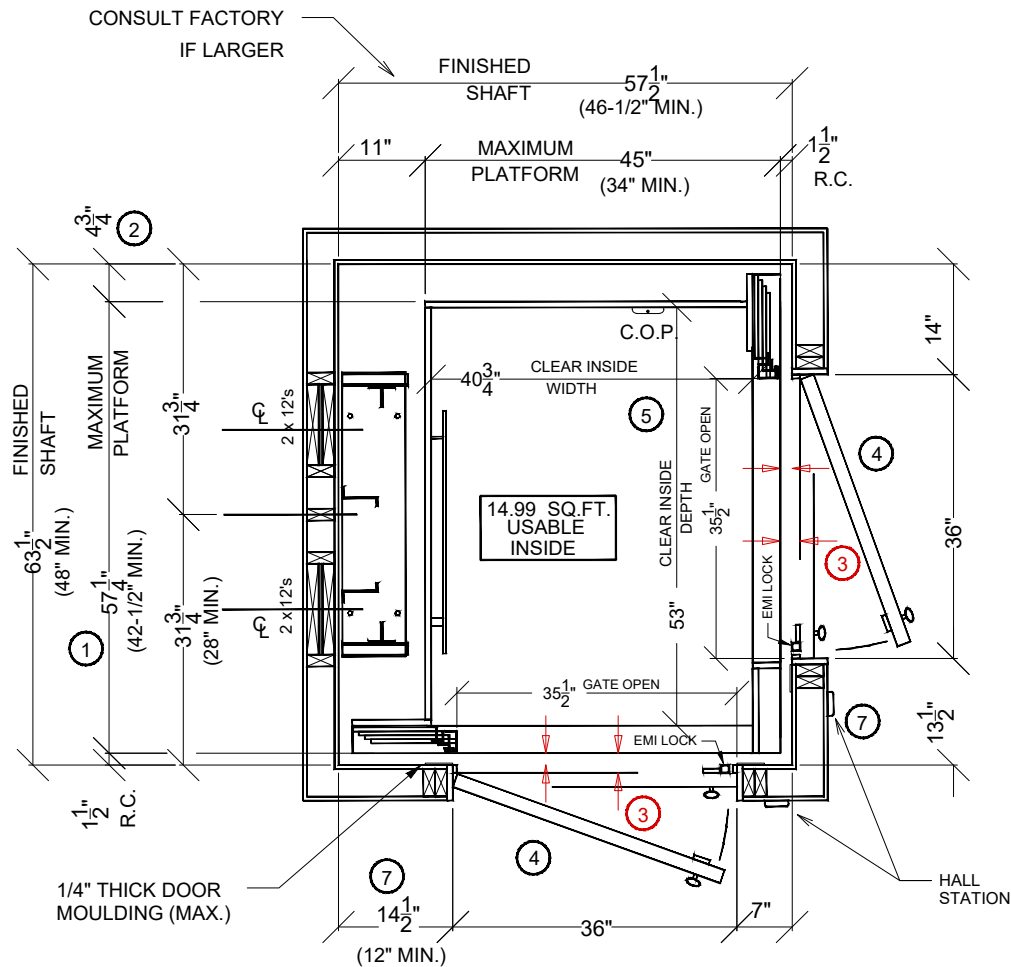 CONSULT FACTORY
IF LARGER
FINISHED
SHAFT
57 1/2"
(46-1/2" MIN.)
11"
MAXIMUM
PLATFORM
45"
(34" MIN.)
1 1/2"
R.C.
4 3/4"
2
FINISHED
SHAFT
63 1/2"
(48" MIN.)
MAXIMUM
PLATFORM
57 1/4"
(42-1/2" MIN.)
31 3/4"
31 3/4"
(28" MIN.)
1
1 1/2"
R.C.
℄
2 x 12's
℄
2 x 12's
C.O.P.
40 3/4"
CLEAR INSIDE
WIDTH
5
14.99 SQ.FT.
USABLE
INSIDE
CLEAR INSIDE
DEPTH
53"
GATE OPEN
35 1/2"
EMI LOCK
3
4
14"
36"
13 1/2"
7
35 1/2" GATE OPEN
EMI LOCK
3
4
7
1/4" THICK DOOR
MOULDING (MAX.)
14 1/2"
(12" MIN.)
36"
7"
HALL
STATION